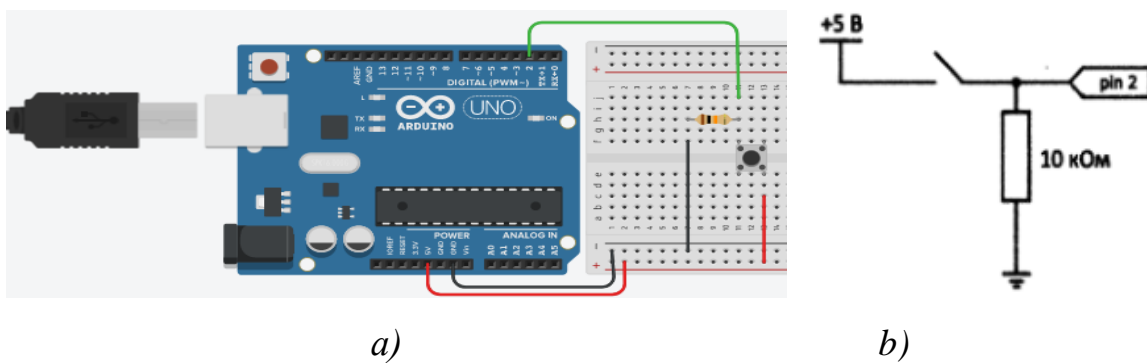 AREF
GND
13
12
~11
~10
~9
8
7
~6
~5
4
~3
2
TX→1
RX←0
DIGITAL (PWM~)
L
TX
RX
ARDUINO
UNO
ON
POWER
ANALOG IN
IOREF
RESET
3.3V
5V
GND
GND
Vin
A0
A1
A2
A3
A4
A5
a)
+5 В
pin 2
10 кОм
b)